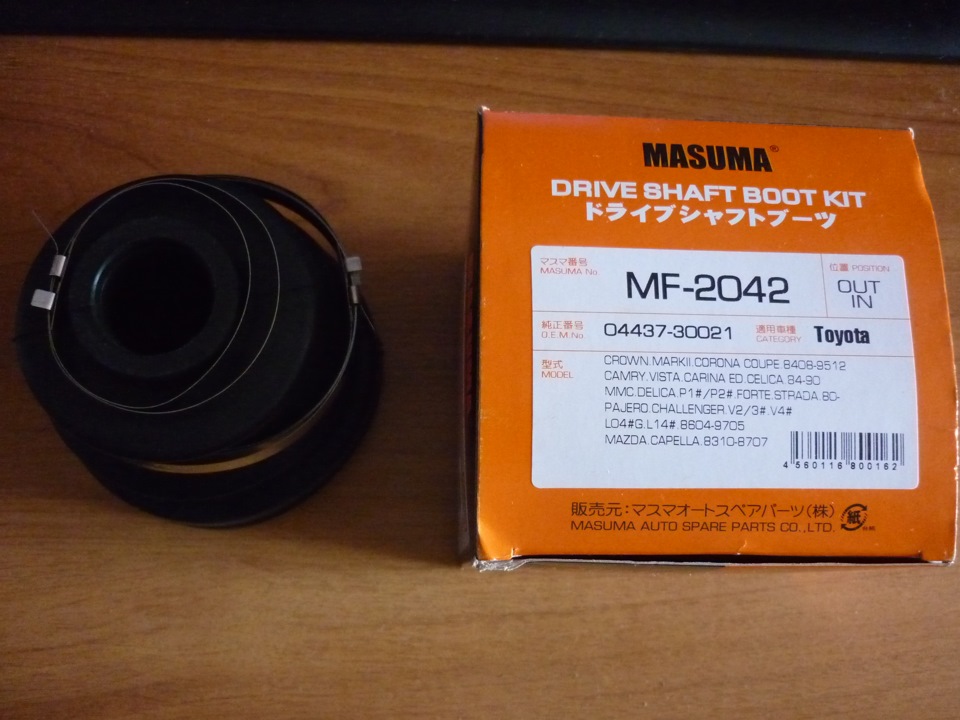 MASUMA®
DRIVE SHAFT BOOT KIT
ドライブシャフトブーツ
マスマ番号
MASUMA No.
MF-2042
位置 POSITION
OUT
IN
純正番号
O.E.M.No.
04437-30021
適用車種
CATEGORY
Toyota
型式
MODEL
CROWN.MARKII.CORONA COUPE.8408-9512
CAMRY.VISTA.CARINA ED.CELICA.84-90
MMC.DELICA.P1#/P2#.FORTE.STRADA.80-
PAJERO.CHALLENGER.V2/3#.V4#
L04#G.L14#.8604-9705
MAZDA.CAPELLA.8310-8707
4 560116 800162
販売元:マスマオートスペアパーツ(株)
MASUMA AUTO SPARE PARTS CO.,LTD.
紙